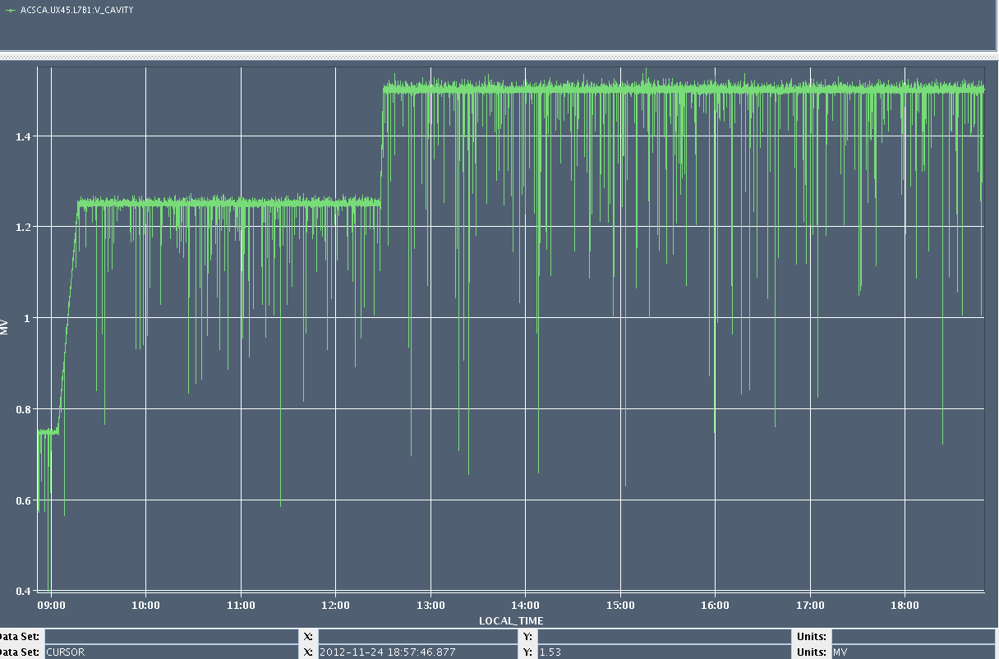 ACSCA.UX45.L7B1:V_CAVITY
1.4
1.2
1
0.8
0.6
0.4
MV
09:00 10:00 11:00 12:00 13:00 14:00 15:00 16:00 17:00 18:00
LOCAL_TIME
Data Set: X: Y: Units:
Data Set: CURSOR X: 2012-11-24 18:57:46.877 Y: 1.53 Units: MV